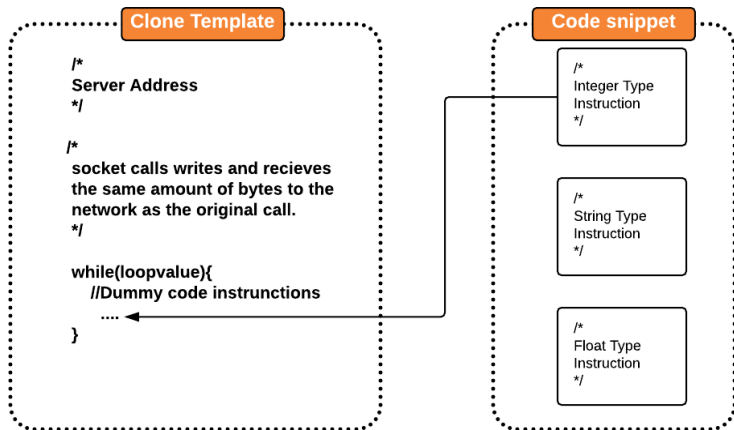 Clone Template
/*
Server Address
*/
/*
socket calls writes and recieves
the same amount of bytes to the
network as the original call.
*/
while(loopvalue){
//Dummy code instrunctions
....
}
Code snippet
/*
Integer Type
Instruction
*/
/*
String Type
Instruction
*/
/*
Float Type
Instruction
*/